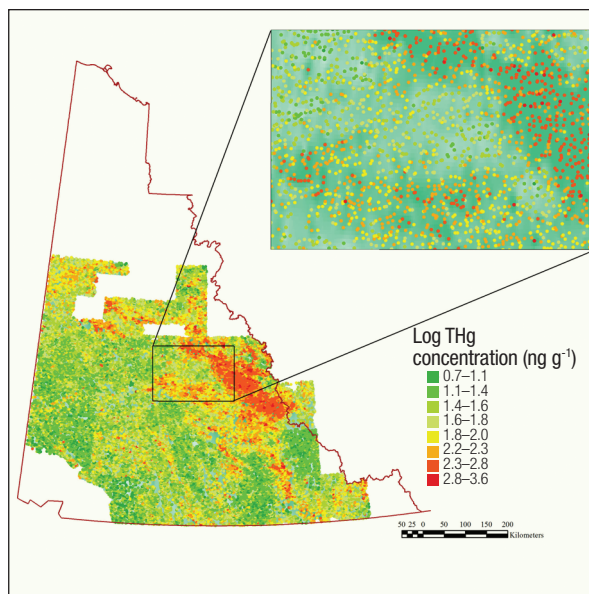 Log THg
concentration (ng g⁻¹)
0.7–1.1
1.1–1.4
1.4–1.6
1.6–1.8
1.8–2.0
2.2–2.3
2.3–2.8
2.8–3.6
50 25 0 50 100 150 200
Kilometers